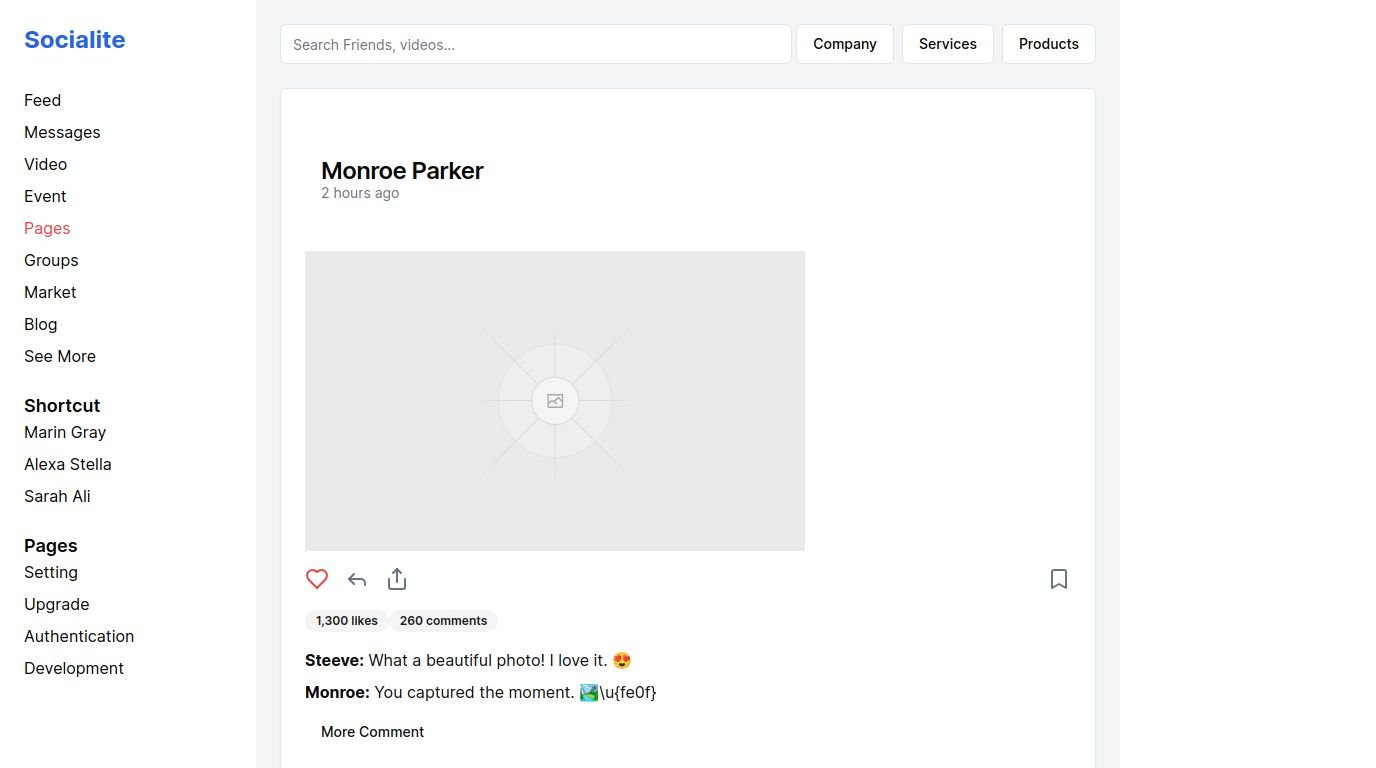 Socialite
Feed
Messages
Video
Event
Pages
Groups
Market
Blog
See More
Shortcut
Marin Gray
Alexa Stella
Sarah Ali
Pages
Setting
Upgrade
Authentication
Development
Search Friends, videos...
Company
Services
Products
Monroe Parker
2 hours ago
1,300 likes
260 comments
Steeve: What a beautiful photo! I love it. 😍
Monroe: You captured the moment. 🏞\u{fe0f}
More Comment